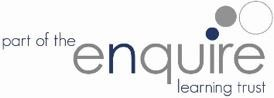 part of the
enquire
learning trust